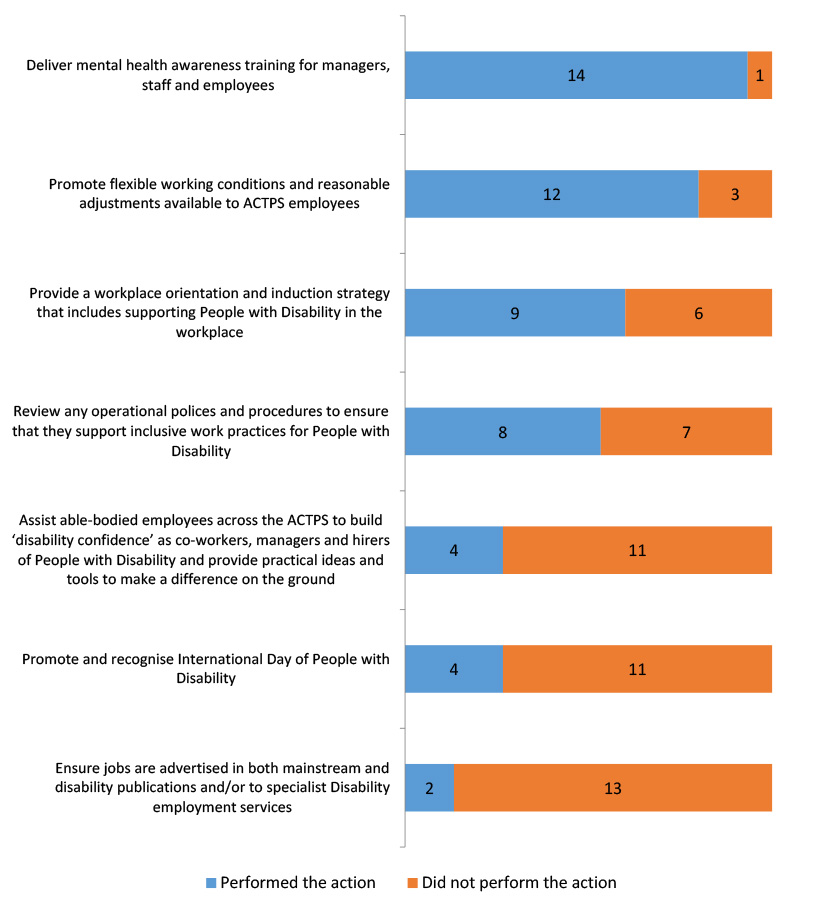 Deliver mental health awareness training for managers,
staff and employees
14
1
Promote flexible working conditions and reasonable
adjustments available to ACTPS employees
12
3
Provide a workplace orientation and induction strategy
that includes supporting People with Disability in the
workplace
9
6
Review any operational polices and procedures to ensure
that they support inclusive work practices for People with
Disability
8
7
Assist able-bodied employees across the ACTPS to build
‘disability confidence’ as co-workers, managers and hirers
of People with Disability and provide practical ideas and
tools to make a difference on the ground
4
11
Promote and recognise International Day of People with
Disability
4
11
Ensure jobs are advertised in both mainstream and
disability publications and/or to specialist Disability
employment services
2
13
Performed the action
Did not perform the action